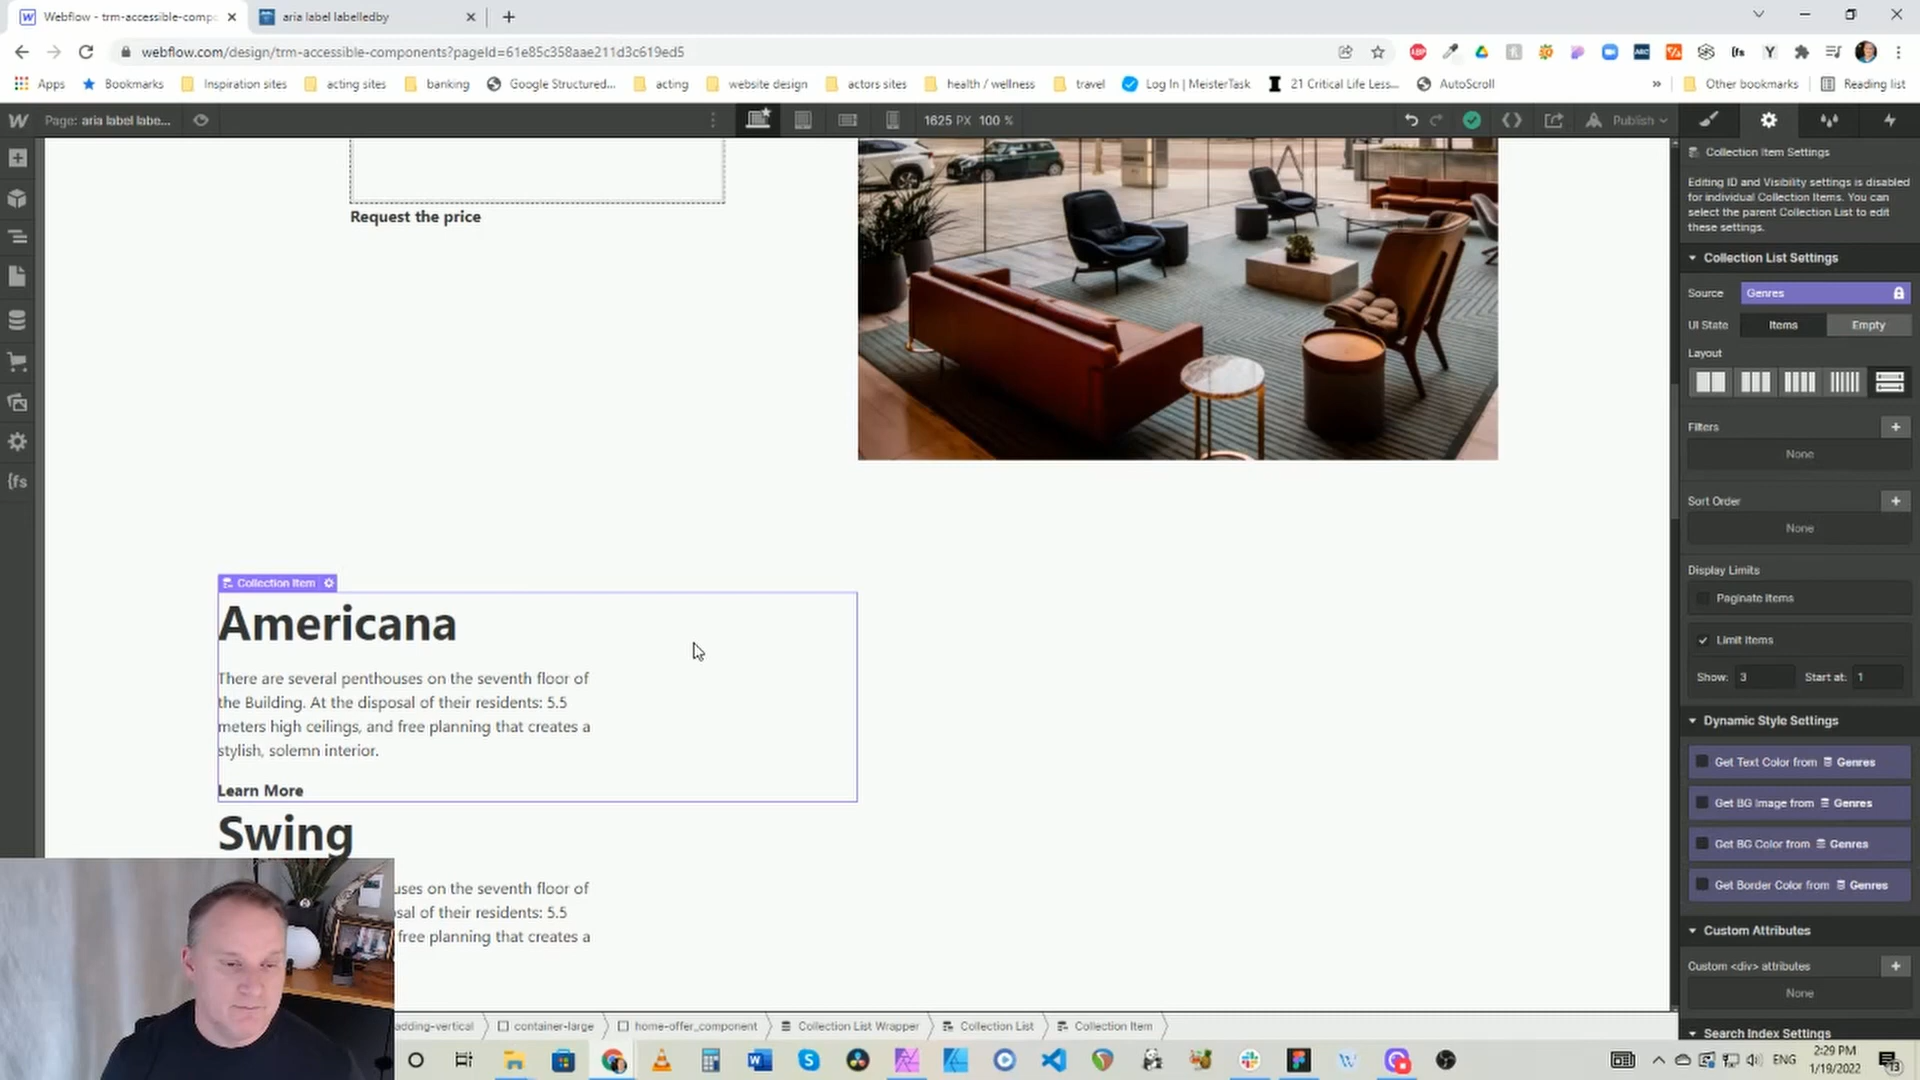 Webflow - trm-accessible-compo
aria label labelledby
webflow.com/design/trm-accessible-components?pageId=61e85c358aae211d3c619ed5
Apps
Bookmarks
Inspiration sites
acting sites
banking
Google Structured...
acting
website design
actors sites
health / wellness
travel
Log In | MeisterTask
21 Critical Life Less...
AutoScroll
Other bookmarks
Reading list
Page: aria label labe...
1625 PX 100 %
Publish
Request the price
Collection Item
Americana
There are several penthouses on the seventh floor of
the Building. At the disposal of their residents: 5.5
meters high ceilings, and free planning that creates a
stylish, solemn interior.
Learn More
Swing
uses on the seventh floor of
sal of their residents: 5.5
free planning that creates a
Collection Item Settings
Editing ID and Visibility settings is disabled
for individual Collection Items. You can
select the parent Collection List to edit
these settings.
Collection List Settings
Source
Genres
UI State
Items
Empty
Layout
Filters
None
Sort Order
None
Display Limits
Paginate Items
Limit Items
Show: 3
Start at: 1
Dynamic Style Settings
Get Text Color from Genres
Get BG Image from Genres
Get BG Color from Genres
Get Border Color from Genres
Custom Attributes
Custom <div> attributes
None
Search Index Settings
adding-vertical
container-large
home-offer_component
Collection List Wrapper
Collection List
Collection Item
ENG
2:29 PM
1/19/2022
13